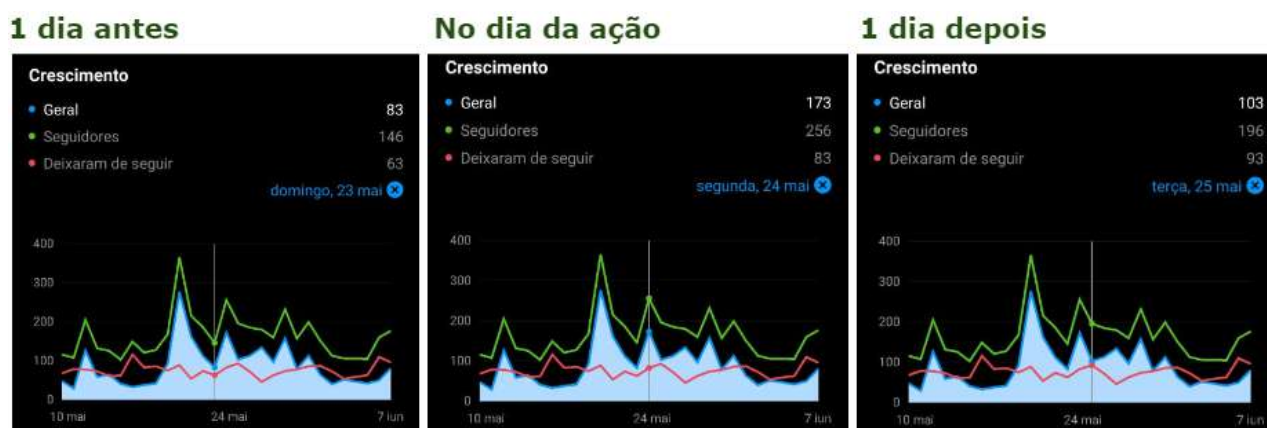 1 dia antes
Crescimento
Geral 83
Seguidores 146
Deixaram de seguir 63
domingo, 23 mai
400
300
200
100
0
10 mai 24 mai 7 jun
No dia da ação
Crescimento
Geral 173
Seguidores 256
Deixaram de seguir 83
segunda, 24 mai
400
300
200
100
0
10 mai 24 mai 7 jun
1 dia depois
Crescimento
Geral 103
Seguidores 196
Deixaram de seguir 93
terça, 25 mai
400
300
200
100
0
10 mai 24 mai 7 jun